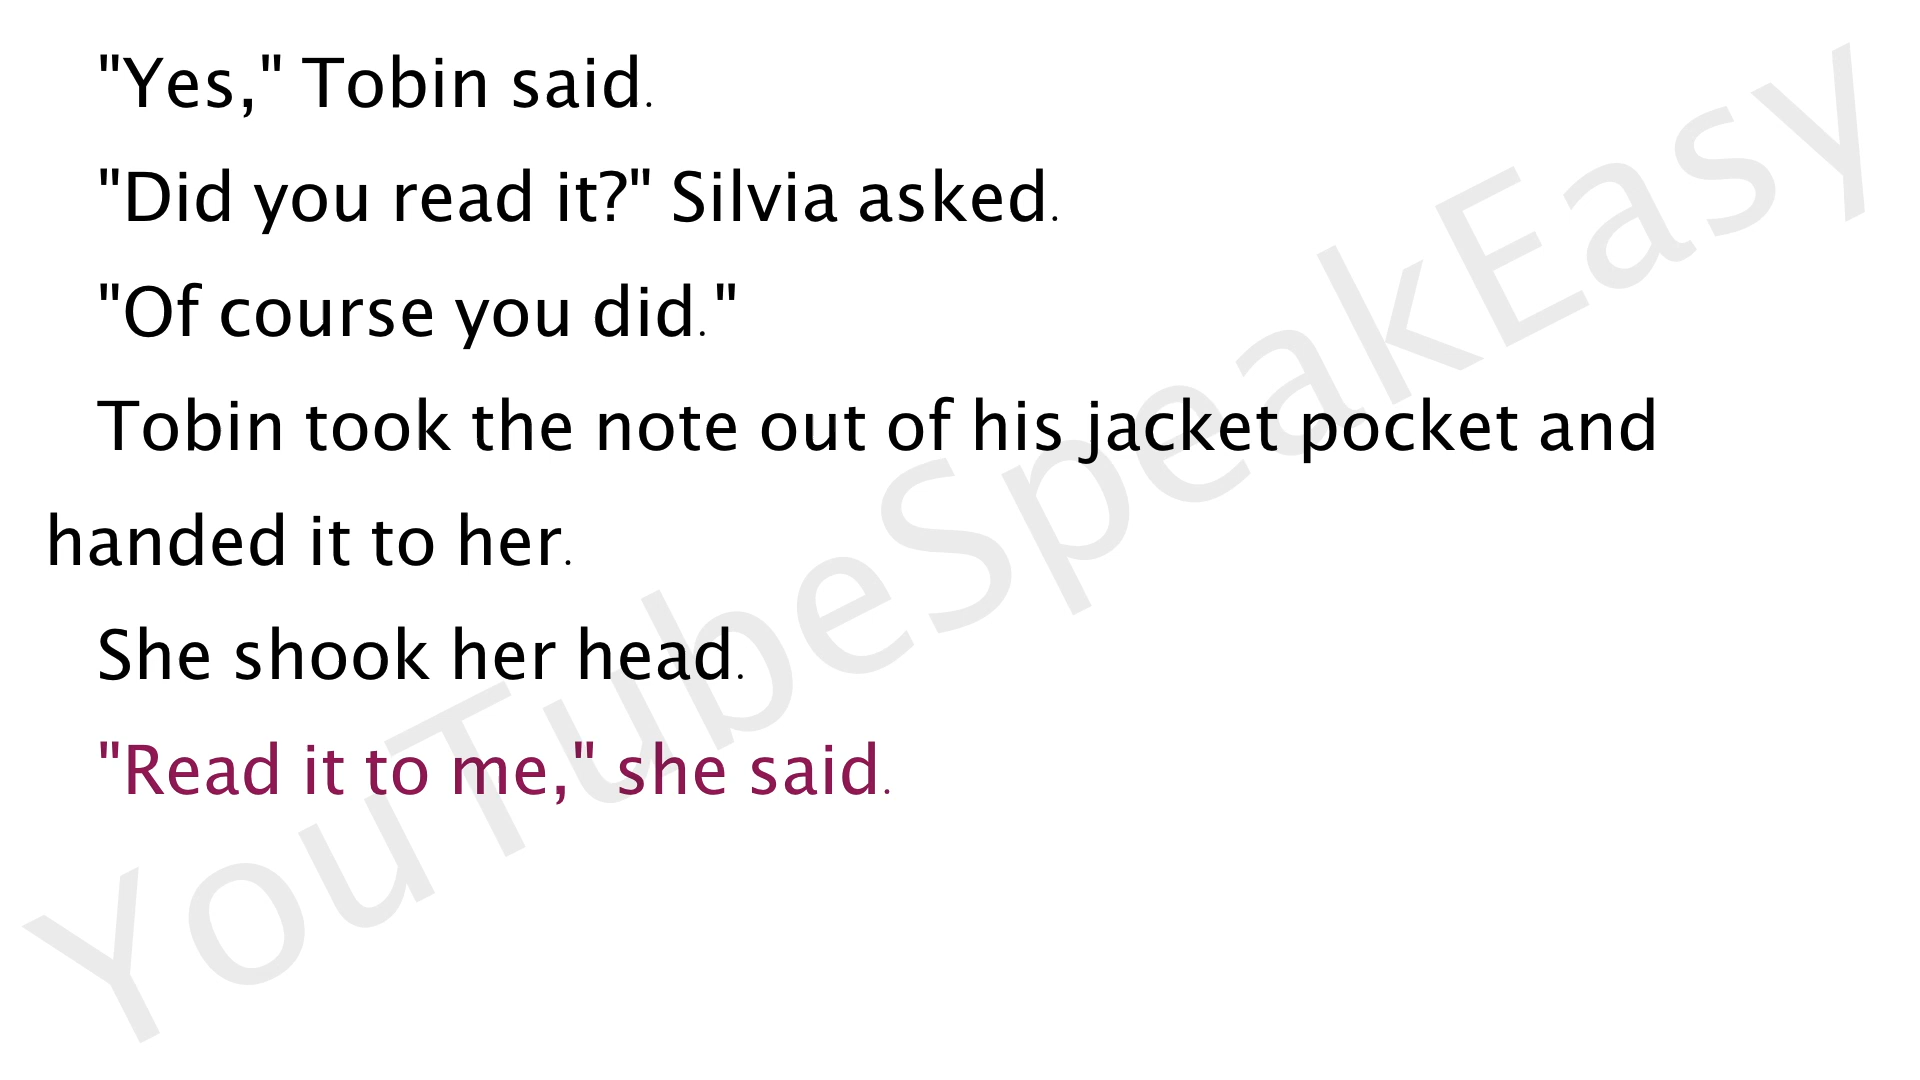 "Yes," Tobin said.
"Did you read it?" Silvia asked.
"Of course you did."
Tobin took the note out of his jacket pocket and
handed it to her.
She shook her head.
"Read it to me," she said.
YouTubeSpeakEasy